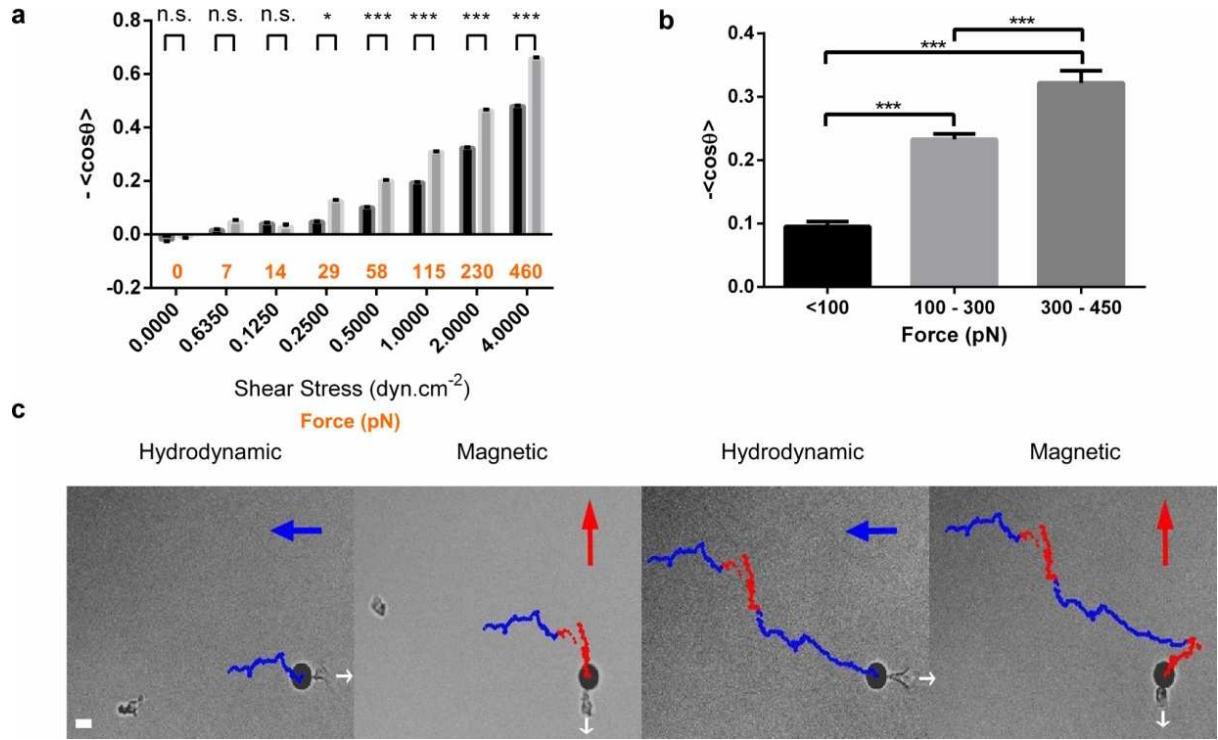 a
n.s. n.s. n.s. * *** *** *** ***
0.8
0.6
0.4
0.2
0.0
-0.2
- <cosθ>
0 7 14 29 58 115 230 460
0.0000 0.6350 0.1250 0.2500 0.5000 1.0000 2.0000 4.0000
Shear Stress (dyn.cm-2)
Force (pN)
b
***
***
***
0.4
0.3
0.2
0.1
0.0
-<cosθ>
<100 100 - 300 300 - 450
Force (pN)
c
Hydrodynamic Magnetic Hydrodynamic Magnetic